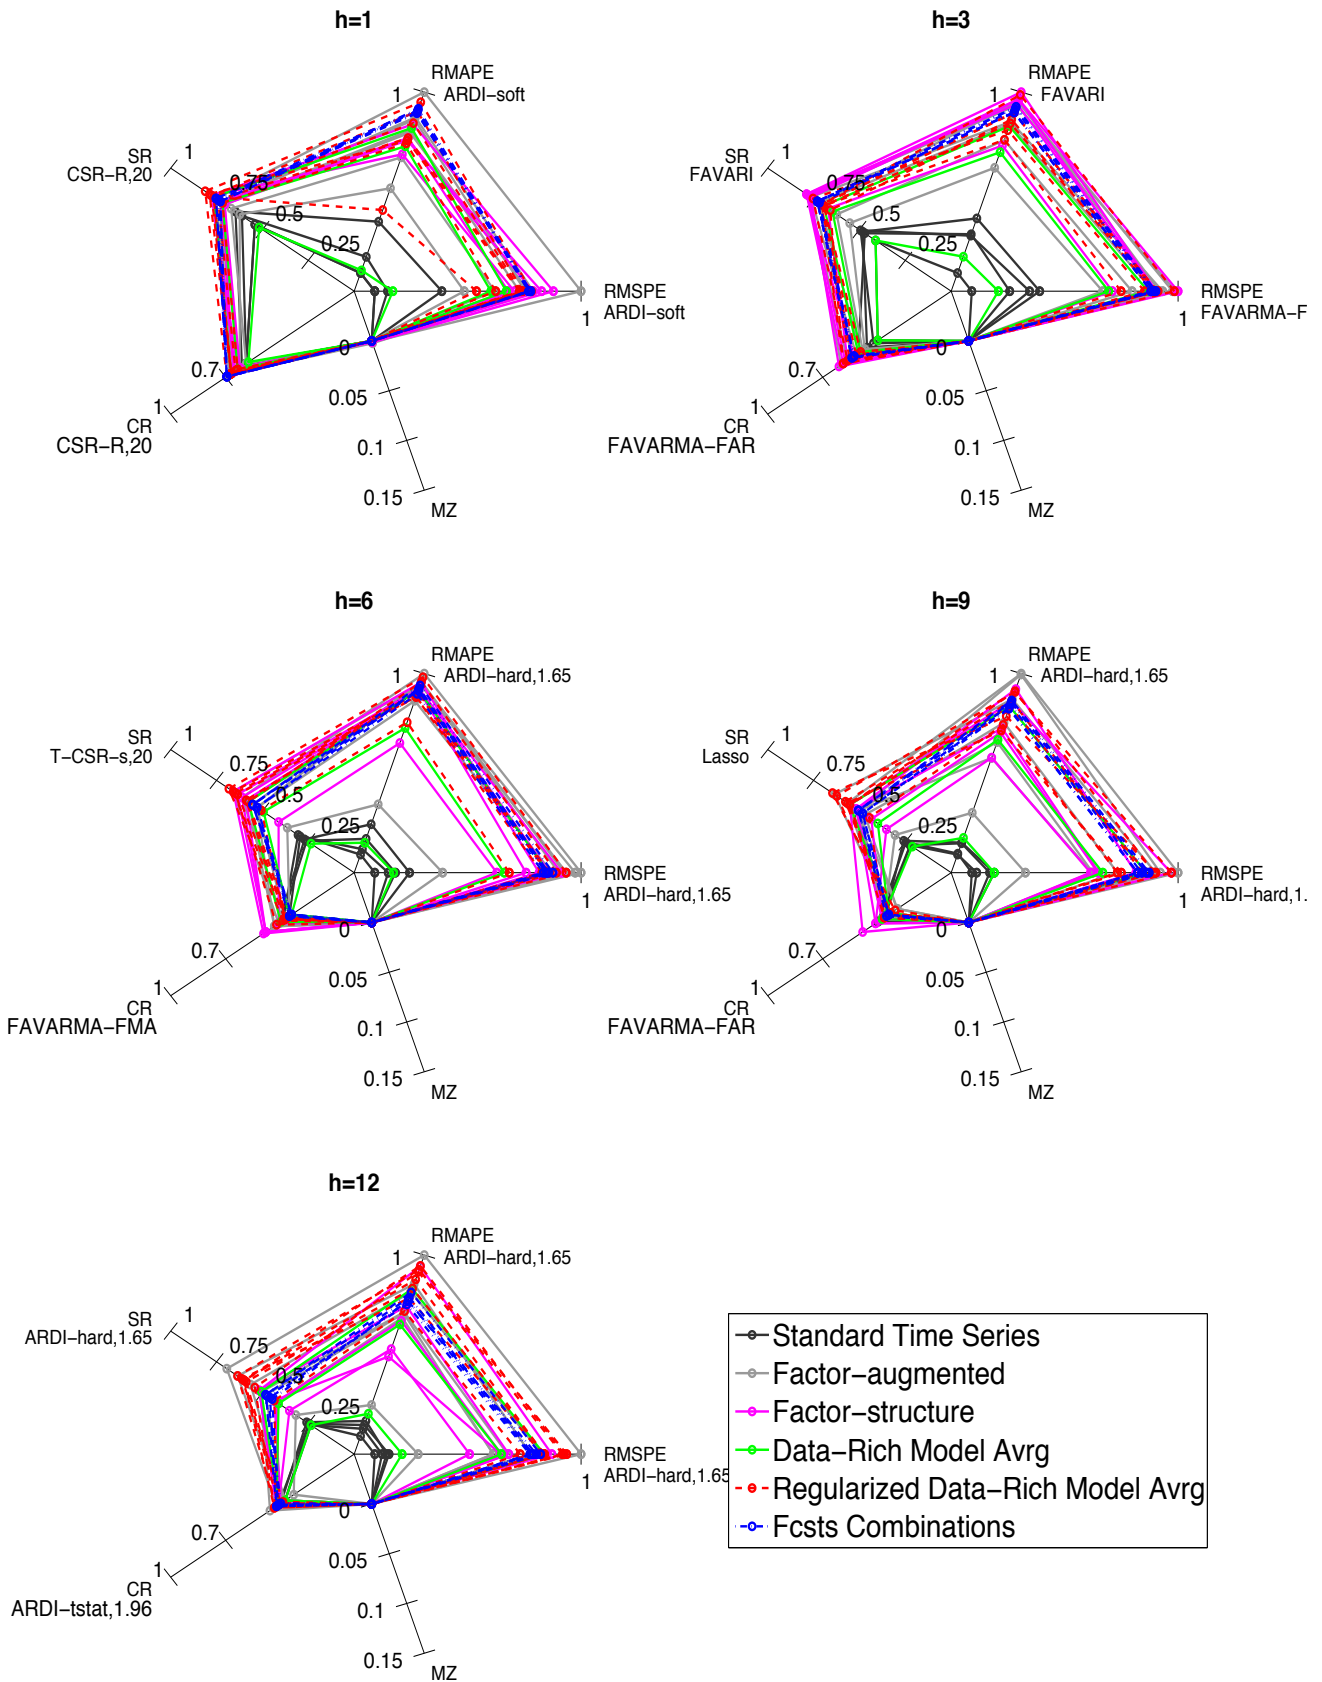 h=1
RMAPE
ARDI-soft
1
SR
CSR-R,20
1
0.75
0.5
0.25
RMSPE
ARDI-soft
1
0
0.7
1
CR
CSR-R,20
0.05
0.1
0.15
MZ
h=3
RMAPE
FAVARI
1
SR
FAVARI
1
0.75
0.5
0.25
RMSPE
FAVARMA-F
1
0
0.7
1
CR
FAVARMA-FAR
0.05
0.1
0.15
MZ
h=6
RMAPE
ARDI-hard,1.65
1
SR
T-CSR-s,20
1
0.75
0.5
0.25
RMSPE
ARDI-hard,1.65
1
0
0.7
1
CR
FAVARMA-FMA
0.05
0.1
0.15
MZ
h=9
RMAPE
ARDI-hard,1.65
1
SR
Lasso
1
0.75
0.5
0.25
RMSPE
ARDI-hard,1.
1
0
0.7
1
CR
FAVARMA-FAR
0.05
0.1
0.15
MZ
h=12
RMAPE
ARDI-hard,1.65
1
SR
ARDI-hard,1.65
1
0.75
0.5
0.25
RMSPE
ARDI-hard,1.65
1
0
0.7
1
CR
ARDI-tstat,1.96
0.05
0.1
0.15
MZ
Standard Time Series
Factor-augmented
Factor-structure
Data-Rich Model Avrg
Regularized Data-Rich Model Avrg
Fcsts Combinations